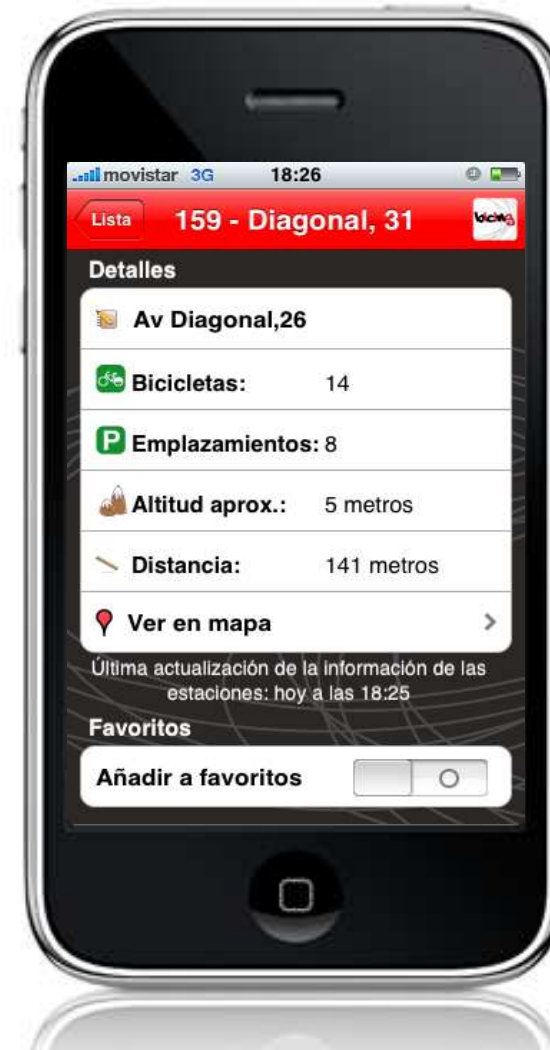 movistar 3G 18:26
Lista 159 - Diagonal, 31 bicing
Detalles
Av Diagonal,26
Bicicletas: 14
P Emplazamientos: 8
Altitud aprox.: 5 metros
Distancia: 141 metros
Ver en mapa
Última actualización de la información de las
estaciones: hoy a las 18:25
Favoritos
Añadir a favoritos